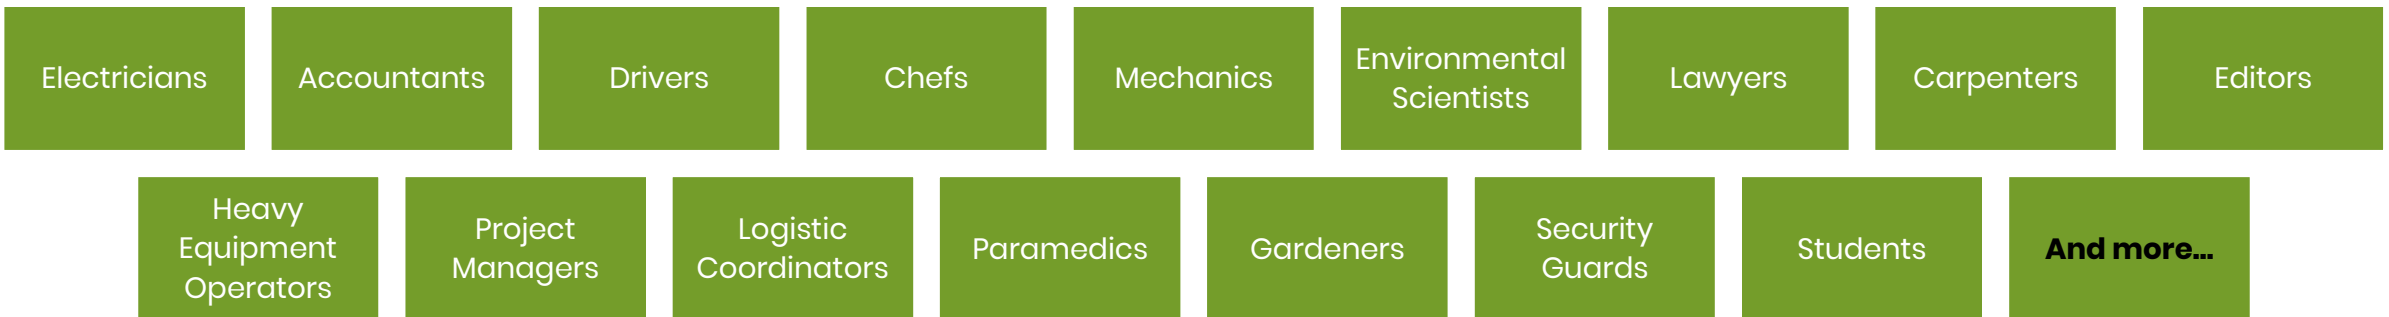 Electricians
Accountants
Drivers
Chefs
Mechanics
Environmental
Scientists
Lawyers
Carpenters
Editors
Heavy
Equipment
Operators
Project
Managers
Logistic
Coordinators
Paramedics
Gardeners
Security
Guards
Students
And more...